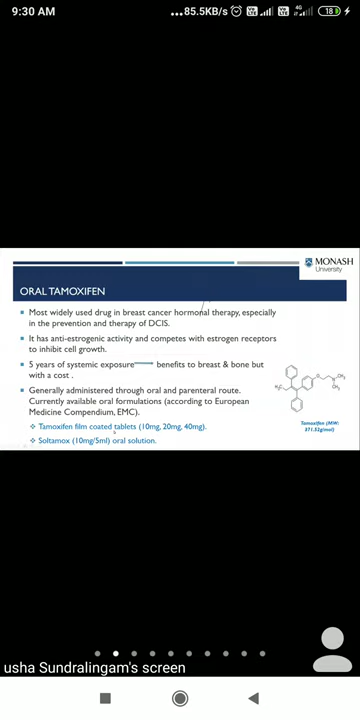 9:30 AM
...85.5KB/s
4G
18
MONASH
University
ORAL TAMOXIFEN
Most widely used drug in breast cancer hormonal therapy, especially
in the prevention and therapy of DCIS.
It has anti-estrogenic activity and competes with estrogen receptors
to inhibit cell growth.
5 years of systemic exposure benefits to breast & bone but
with a cost .
Generally administered through oral and parenteral route.
Currently available oral formulations (according to European
Medicine Compendium, EMC).
Tamoxifen film coated tablets (10mg, 20mg, 40mg).
Soltamox (10mg/5ml) oral solution.
H₃C
O
N
CH₃
CH₃
Tamoxifen (MW:
371.52g/mol)
usha Sundralingam's screen